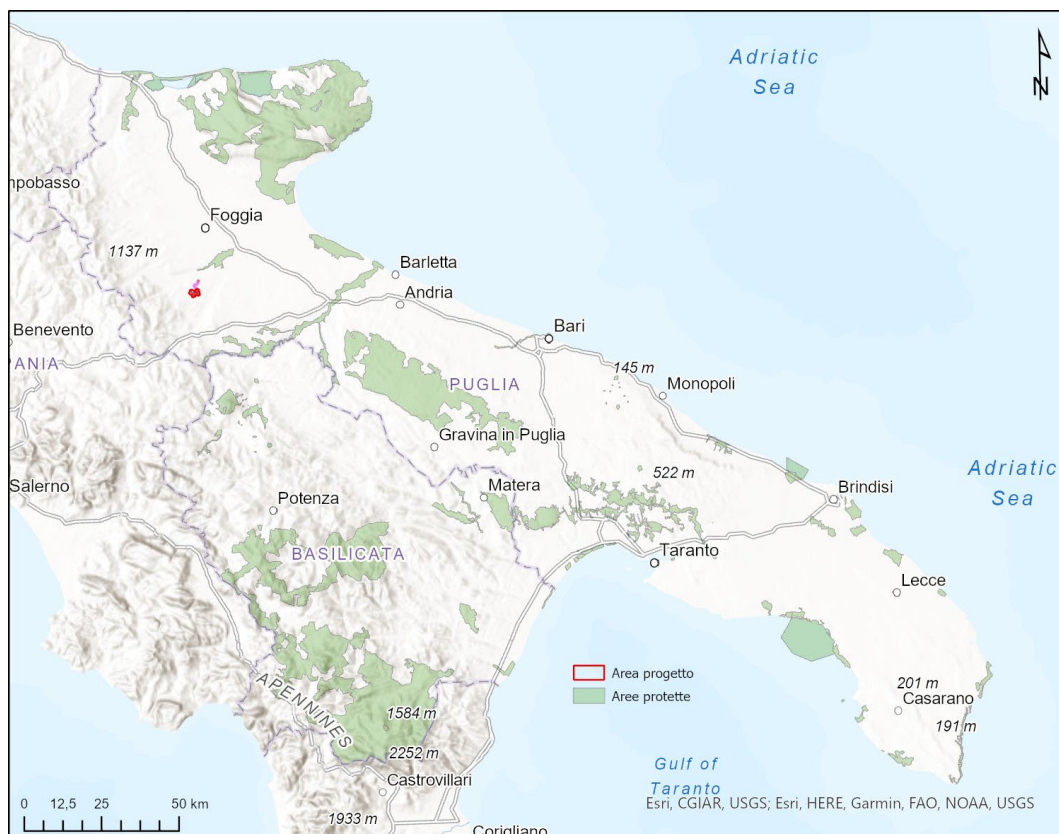 Adriatic
Sea
N
mpobasso
Foggia
1137 m
Barletta
Andria
Benevento
Bari
ANIA
PUGLIA
145 m
Monopoli
Gravina in Puglia
522 m
Adriatic
Sea
Salerno
Potenza
Matera
Brindisi
BASILICATA
Taranto
Lecce
Area progetto
Aree protette
APENNINES
201 m
Casarano
1584 m
191 m
2252 m
Gulf of
Taranto
Castrovillari
0 12,5 25 50 km
1933 m
Corigliano
Esri, CGIAR, USGS; Esri, HERE, Garmin, FAO, NOAA, USGS